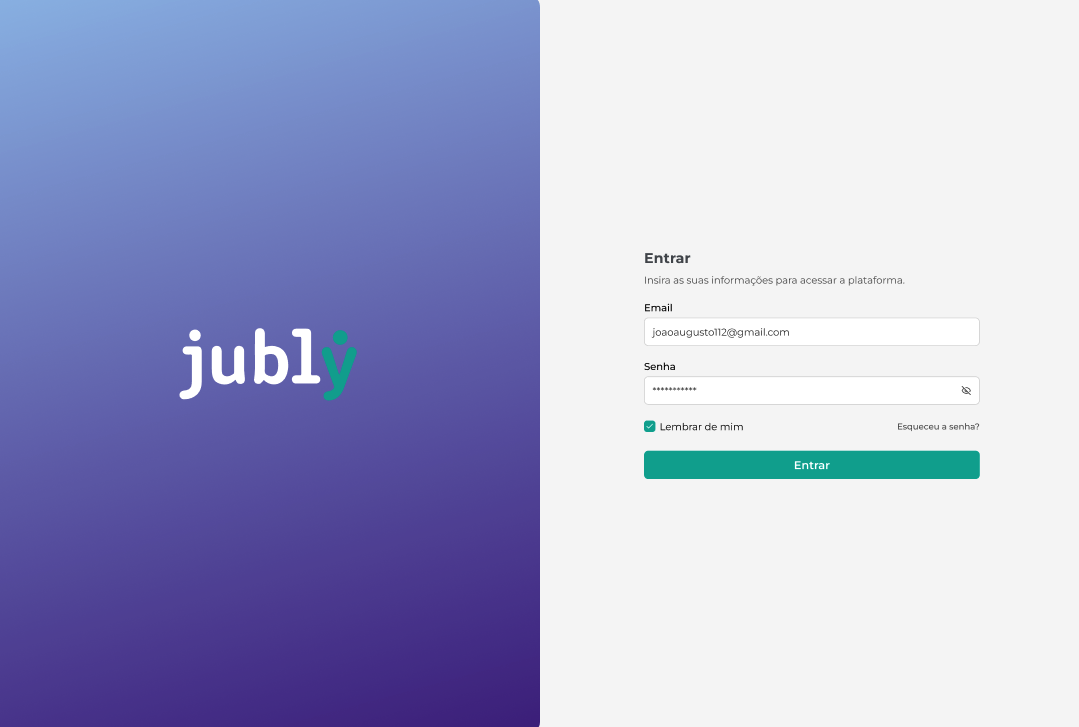 jubly
Entrar
Insira as suas informações para acessar a plataforma.
Email
joaoaugusto112@gmail.com
Senha
***********
Lembrar de mim
Esqueceu a senha?
Entrar